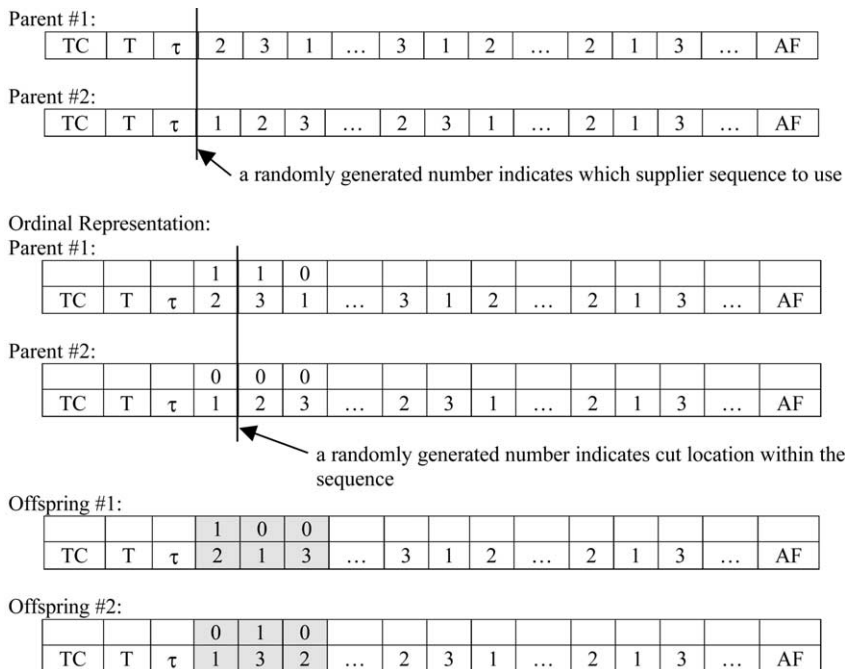 Parent #1:
TC T τ 2 3 1 … 3 1 2 … 2 1 3 … AF
Parent #2:
TC T τ 1 2 3 … 2 3 1 … 2 1 3 … AF
a randomly generated number indicates which supplier sequence to use
Ordinal Representation:
Parent #1:
1 1 0
TC T τ 2 3 1 … 3 1 2 … 2 1 3 … AF
Parent #2:
0 0 0
TC T τ 1 2 3 … 2 3 1 … 2 1 3 … AF
a randomly generated number indicates cut location within the
sequence
Offspring #1:
1 0 0
TC T τ 2 1 3 … 3 1 2 … 2 1 3 … AF
Offspring #2:
0 1 0
TC T τ 1 3 2 … 2 3 1 … 2 1 3 … AF